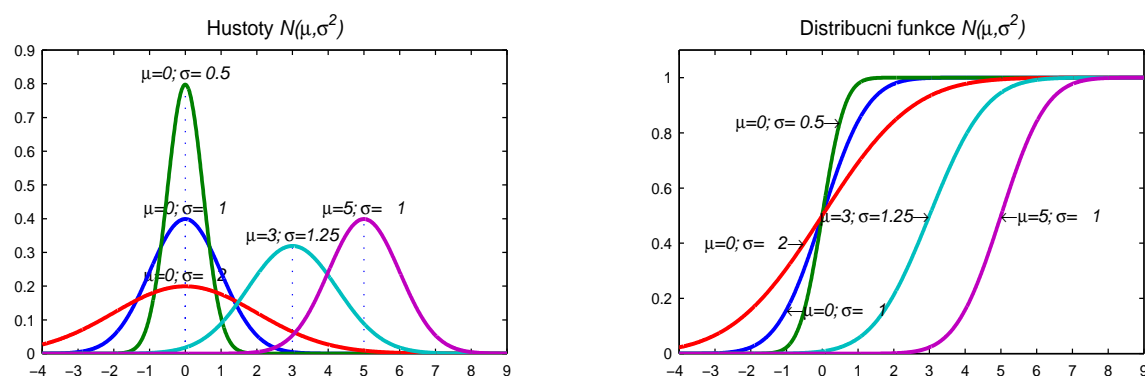 Hustoty N(μ,σ²)
0.9
0.8
0.7
0.6
0.5
0.4
0.3
0.2
0.1
0
μ=0; σ= 0.5
μ=0; σ= 1
μ=5; σ= 1
μ=3; σ=1.25
μ=0; σ= 2
−4 −3 −2 −1 0 1 2 3 4 5 6 7 8 9
Distribucni funkce N(μ,σ²)
1
0.8
0.6
0.4
0.2
0
μ=0; σ= 0.5
μ=3; σ=1.25
μ=5; σ= 1
μ=0; σ= 2
μ=0; σ= 1
−4 −3 −2 −1 0 1 2 3 4 5 6 7 8 9